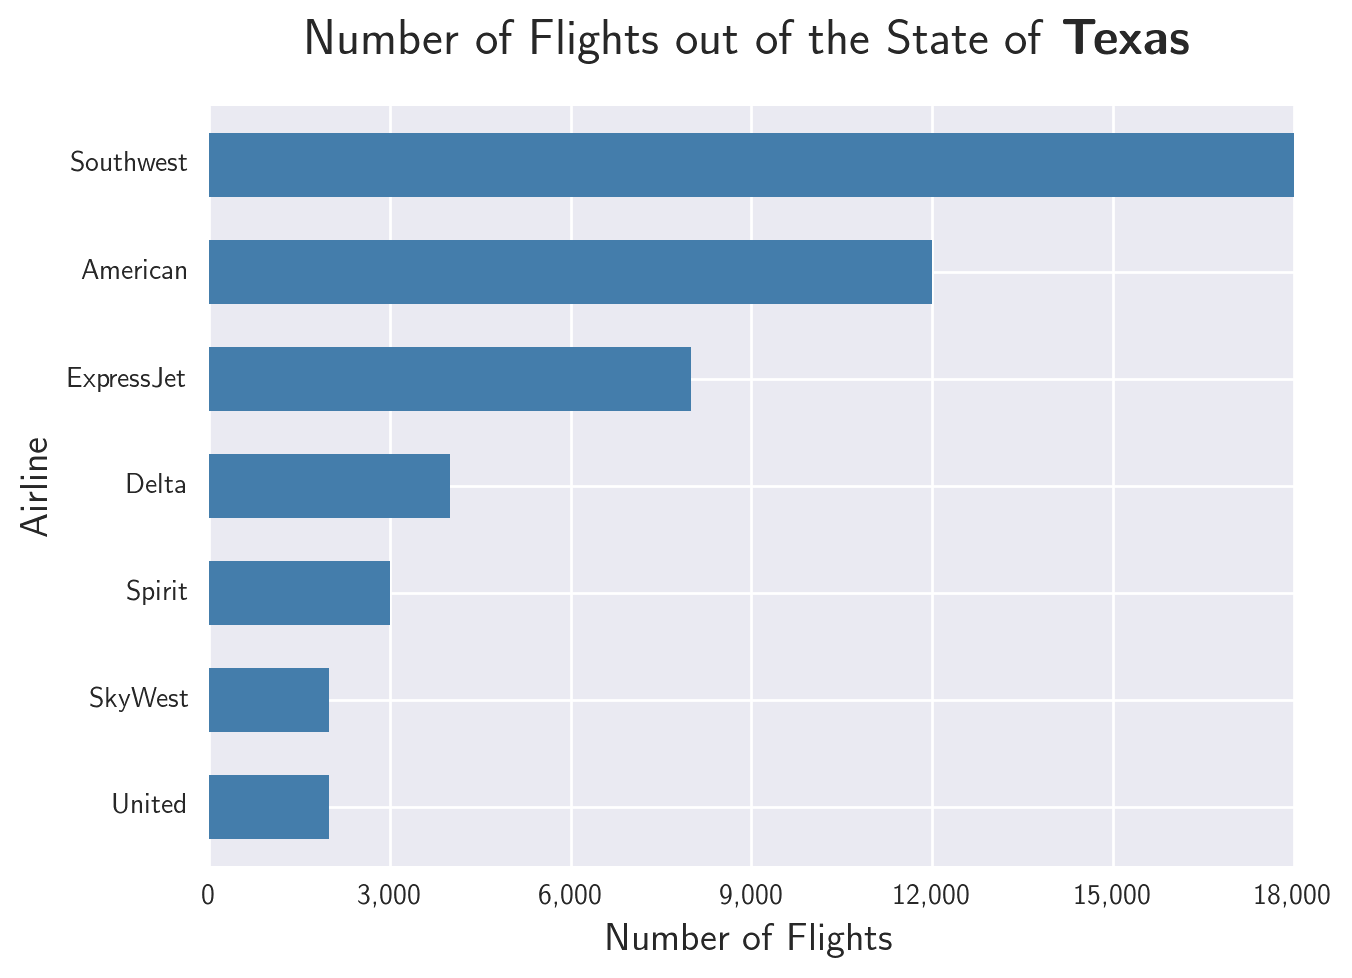 Number of Flights out of the State of Texas
Southwest
American
ExpressJet
Delta
Spirit
SkyWest
United
Airline
0 3,000 6,000 9,000 12,000 15,000 18,000
Number of Flights